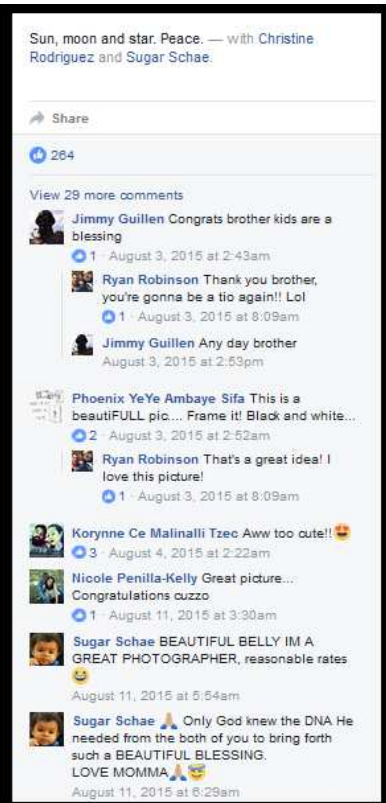 Sun, moon and star. Peace. — with Christine
Rodriguez and Sugar Schae.
Share
264
View 29 more comments
Jimmy Guillen Congrats brother kids are a
blessing
1 · August 3, 2015 at 2:43am
Ryan Robinson Thank you brother,
you're gonna be a tio again!! Lol
1 · August 3, 2015 at 8:09am
Jimmy Guillen Any day brother
August 3, 2015 at 2:53pm
Phoenix YeYe Ambaye Sifa This is a
beautiFULL pic.... Frame it! Black and white...
2 · August 3, 2015 at 2:52am
Ryan Robinson That's a great idea! I
love this picture!
1 · August 3, 2015 at 8:09am
Korynne Ce Malinalli Tzec Aww too cute!!😍
3 · August 4, 2015 at 2:22am
Nicole Penilla-Kelly Great picture...
Congratulations cuzzo
1 · August 11, 2015 at 3:30am
Sugar Schae BEAUTIFUL BELLY IM A
GREAT PHOTOGRAPHER, reasonable rates
😀
August 11, 2015 at 5:54am
Sugar Schae 🙏🏼 Only God knew the DNA He
needed from the both of you to bring forth
such a BEAUTIFUL BLESSING.
LOVE MOMMA🙏🏼😇
August 11, 2015 at 6:29am